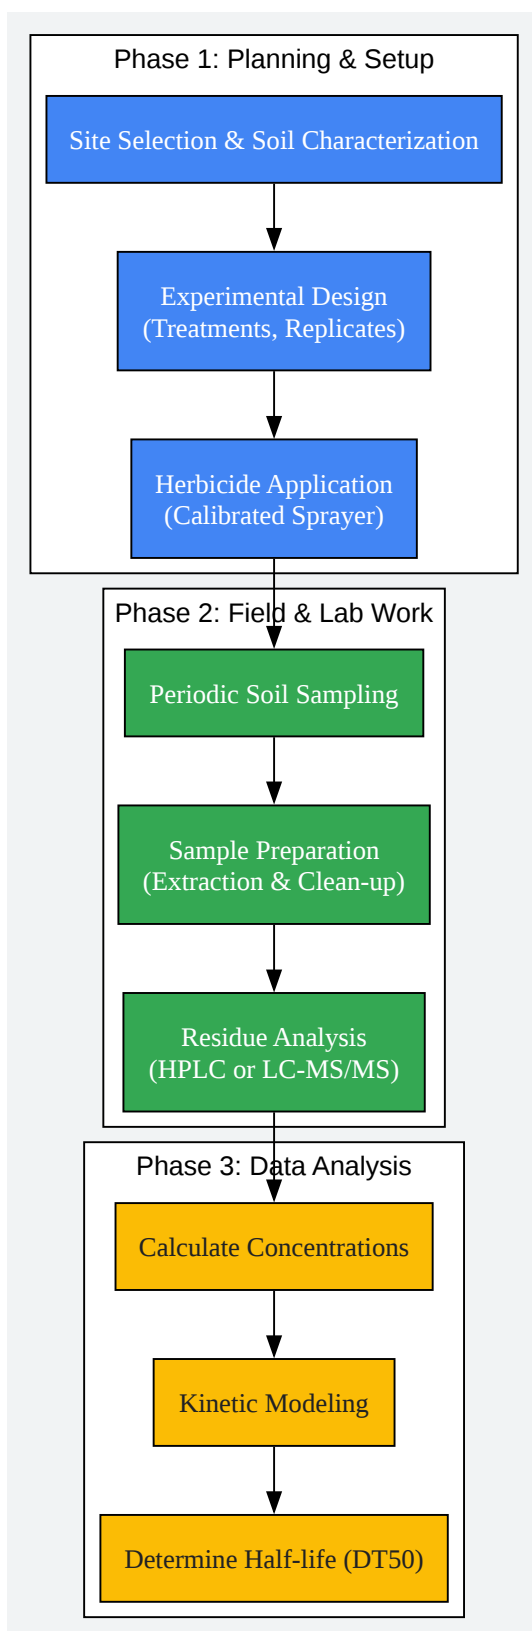 Phase 1: Planning & Setup
Site Selection & Soil Characterization
Experimental Design
(Treatments, Replicates)
Herbicide Application
(Calibrated Sprayer)
Phase 2: Field & Lab Work
Periodic Soil Sampling
Sample Preparation
(Extraction & Clean-up)
Residue Analysis
(HPLC or LC-MS/MS)
Phase 3: Data Analysis
Calculate Concentrations
Kinetic Modeling
Determine Half-life (DT50)